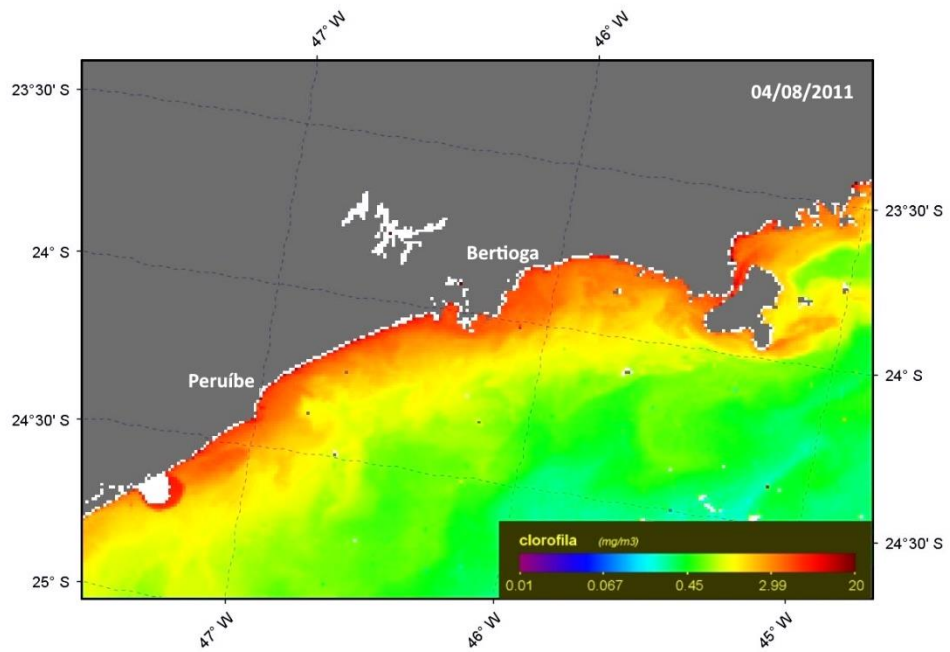 47° W
46° W
23°30' S
04/08/2011
23°30' S
24° S
Bertioga
24° S
Peruíbe
24°30' S
clorofila (mg/m3)
24°30' S
0.01 0.067 0.45 2.99 20
25° S
47° W
46° W
45° W